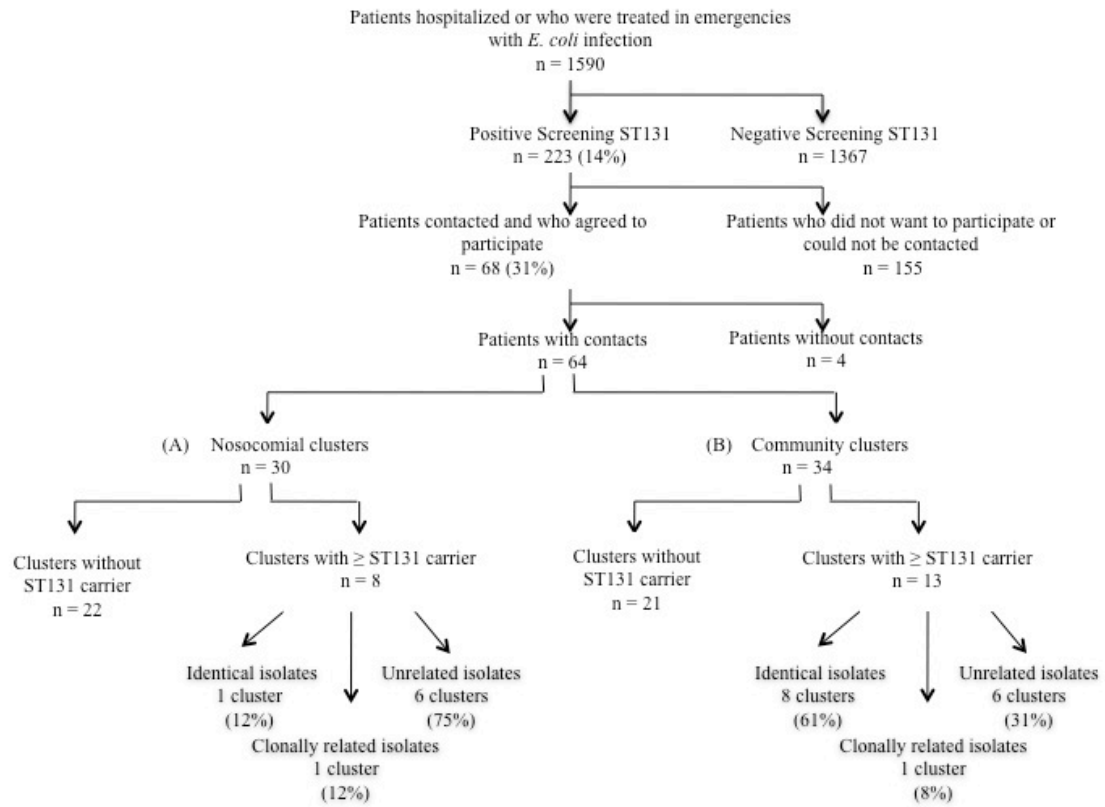 Patients hospitalized or who were treated in emergencies
with E. coli infection
n = 1590
Positive Screening ST131
n = 223 (14%)
Negative Screening ST131
n = 1367
Patients contacted and who agreed to
participate
n = 68 (31%)
Patients who did not want to participate or
could not be contacted
n = 155
Patients with contacts
n = 64
Patients without contacts
n = 4
(A) Nosocomial clusters
n = 30
(B) Community clusters
n = 34
Clusters without
ST131 carrier
n = 22
Clusters with ≥ ST131 carrier
n = 8
Clusters without
ST131 carrier
n = 21
Clusters with ≥ ST131 carrier
n = 13
Identical isolates
1 cluster
(12%)
Unrelated isolates
6 clusters
(75%)
Clonally related isolates
1 cluster
(12%)
Identical isolates
8 clusters
(61%)
Unrelated isolates
6 clusters
(31%)
Clonally related isolates
1 cluster
(8%)